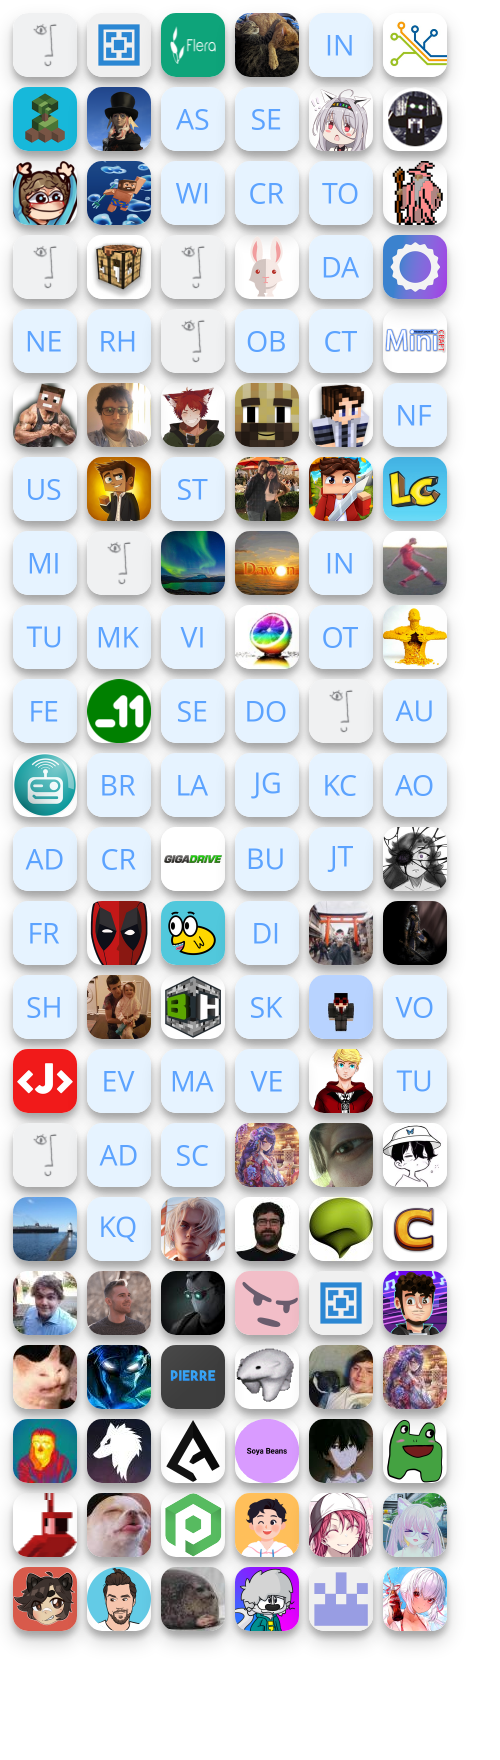 Flera
IN
AS
SE
WI
CR
TO
DA
NE
RH
OB
CT
Mini
NF
US
ST
LC
MI
Dawon
IN
TU
MK
VI
OT
FE
_11
SE
DO
AU
BR
LA
JG
KC
AO
AD
CR
GIGADRIVE
BU
JT
FR
DI
SH
BH
SK
VO
<J>
EV
MA
VE
TU
AD
SC
KQ
C
PIERRE
Soya Beans